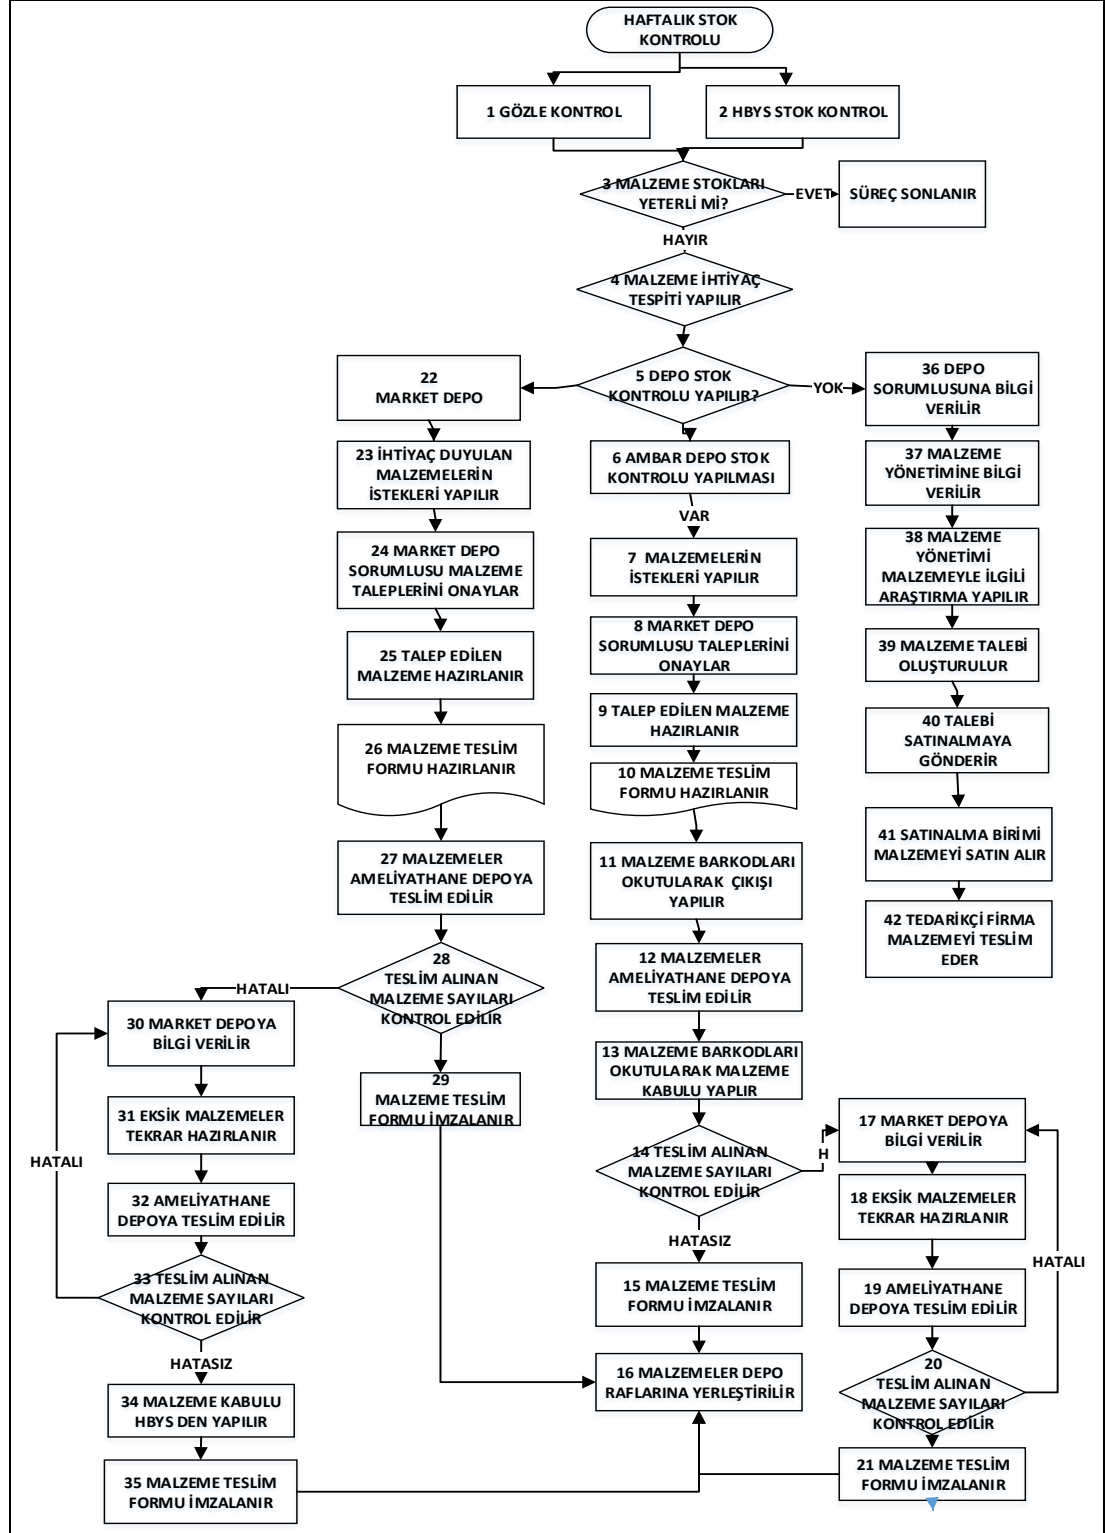 HAFTALIK STOK
KONTROLU
1 GÖZLE KONTROL
2 HBYS STOK KONTROL
3 MALZEME STOKLARI
YETERLİ Mİ?
EVET
SÜREÇ SONLANIR
HAYIR
4 MALZEME İHTİYAÇ
TESPİTİ YAPILIR
5 DEPO STOK
KONTROLU YAPILIR?
YOK
22
MARKET DEPO
23 İHTİYAÇ DUYULAN
MALZEMELERİN
İSTEKLERİ YAPILIR
24 MARKET DEPO
SORUMLUSU MALZEME
TALEPLERİNİ ONAYLAR
25 TALEP EDİLEN
MALZEME HAZIRLANIR
26 MALZEME TESLİM
FORMU HAZIRLANIR
27 MALZEMELER
AMELİYATHANE DEPOYA
TESLİM EDİLİR
28
TESLİM ALINAN
MALZEME SAYILARI
KONTROL EDİLİR
HATALI
29
MALZEME TESLİM
FORMU İMZALANIR
30 MARKET DEPOYA
BİLGİ VERİLİR
31 EKSİK MALZEMELER
TEKRAR HAZIRLANIR
HATALI
32 AMELİYATHANE
DEPOYA TESLİM EDİLİR
33 TESLİM ALINAN
MALZEME SAYILARI
KONTROL EDİLİR
HATASIZ
34 MALZEME KABULU
HBYS DEN YAPILIR
35 MALZEME TESLİM
FORMU İMZALANIR
6 AMBAR DEPO STOK
KONTROLU YAPILMASI
VAR
7 MALZEMELERİN
İSTEKLERİ YAPILIR
8 MARKET DEPO
SORUMLUSU TALEPLERİNİ
ONAYLAR
9 TALEP EDİLEN MALZEME
HAZIRLANIR
10 MALZEME TESLİM
FORMU HAZIRLANIR
11 MALZEME BARKODLARI
OKUTULARAK ÇIKIŞI
YAPILIR
12 MALZEMELER
AMELİYATHANE DEPOYA
TESLİM EDİLİR
13 MALZEME BARKODLARI
OKUTULARAK MALZEME
KABULU YAPLIR
14 TESLİM ALINAN
MALZEME SAYILARI
KONTROL EDİLİR
H
HATASIZ
15 MALZEME TESLİM
FORMU İMZALANIR
16 MALZEMELER DEPO
RAFLARINA YERLEŞTİRİLİR
36 DEPO
SORUMLUSUNA BİLGİ
VERİLİR
37 MALZEME
YÖNETİMİNE BİLGİ
VERİLİR
38 MALZEME
YÖNETİMİ
MALZEMEYLE İLGİLİ
ARAŞTIRMA YAPILIR
39 MALZEME TALEBİ
OLUŞTURULUR
40 TALEBİ
SATINALMAYA
GÖNDERİR
41 SATINALMA BİRİMİ
MALZEMEYİ SATIN ALIR
42 TEDARİKÇİ FİRMA
MALZEMEYİ TESLİM
EDER
17 MARKET DEPOYA
BİLGİ VERİLİR
18 EKSİK MALZEMELER
TEKRAR HAZIRLANIR
HATALI
19 AMELİYATHANE
DEPOYA TESLİM EDİLİR
20
TESLİM ALINAN
MALZEME SAYILARI
KONTROL EDİLİR
21 MALZEME TESLİM
FORMU İMZALANIR